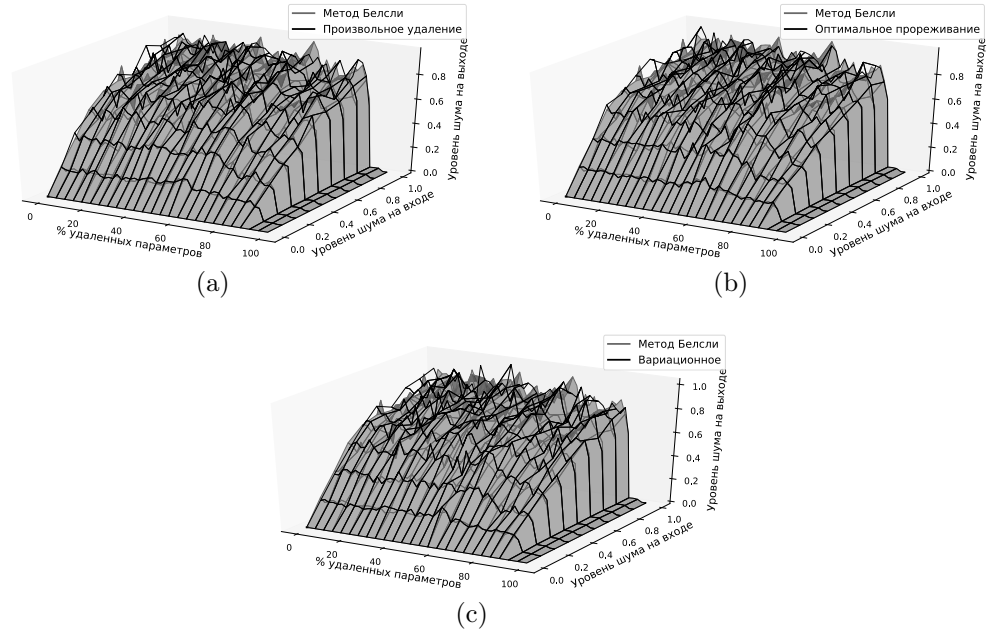 Метод Белсли
Произвольное удаление
Уровень шума на выходе
0.8
0.6
0.4
0.2
0.0
1.0
0.8
0.6
0.4
0.2
0.0
Уровень шума на входе
0
20
40
60
80
100
% удаленных параметров
(a)
Метод Белсли
Оптимальное прореживание
Уровень шума на выходе
0.8
0.6
0.4
0.2
0.0
1.0
0.8
0.6
0.4
0.2
0.0
Уровень шума на входе
0
20
40
60
80
100
% удаленных параметров
(b)
Метод Белсли
Вариационное
Уровень шума на выходе
1.0
0.8
0.6
0.4
0.2
0.0
1.0
0.8
0.6
0.4
0.2
0.0
Уровень шума на входе
0
20
40
60
80
100
% удаленных параметров
(c)